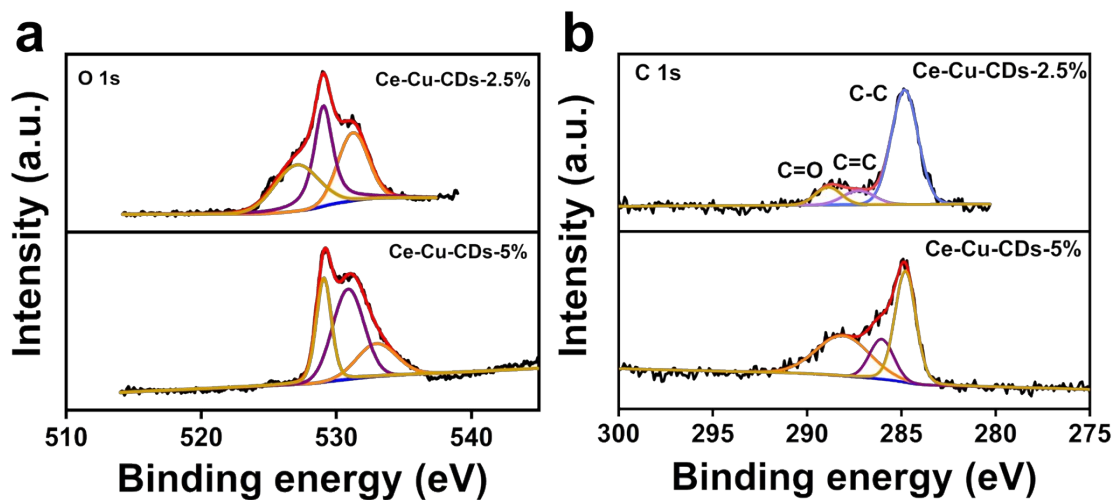 a
O 1s
Ce-Cu-CDs-2.5%
Ce-Cu-CDs-5%
Intensity (a.u.)
Intensity (a.u.)
510 520 530 540
Binding energy (eV)
b
C 1s
Ce-Cu-CDs-2.5%
C-C
C=O
C=C
Ce-Cu-CDs-5%
Intensity (a.u.)
Intensity (a.u.)
300 295 290 285 280 275
Binding energy (eV)